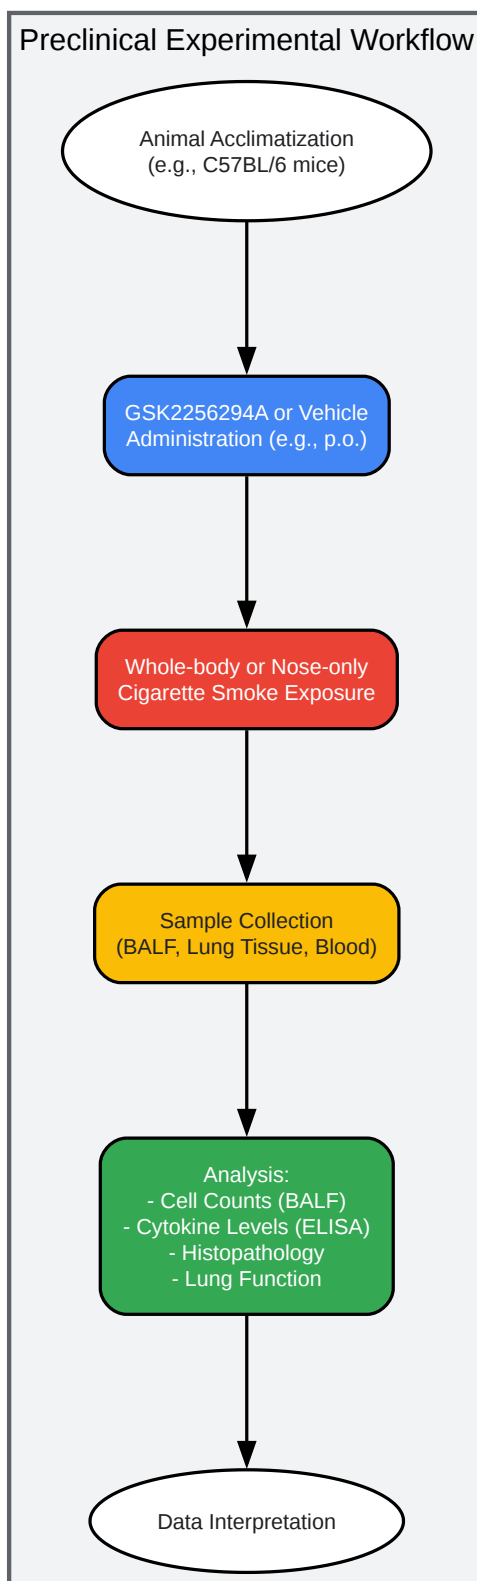 Preclinical Experimental Workflow
Animal Acclimatization
(e.g., C57BL/6 mice)
GSK2256294A or Vehicle
Administration (e.g., p.o.)
Whole-body or Nose-only
Cigarette Smoke Exposure
Sample Collection
(BALF, Lung Tissue, Blood)
Analysis:
- Cell Counts (BALF)
- Cytokine Levels (ELISA)
- Histopathology
- Lung Function
Data Interpretation